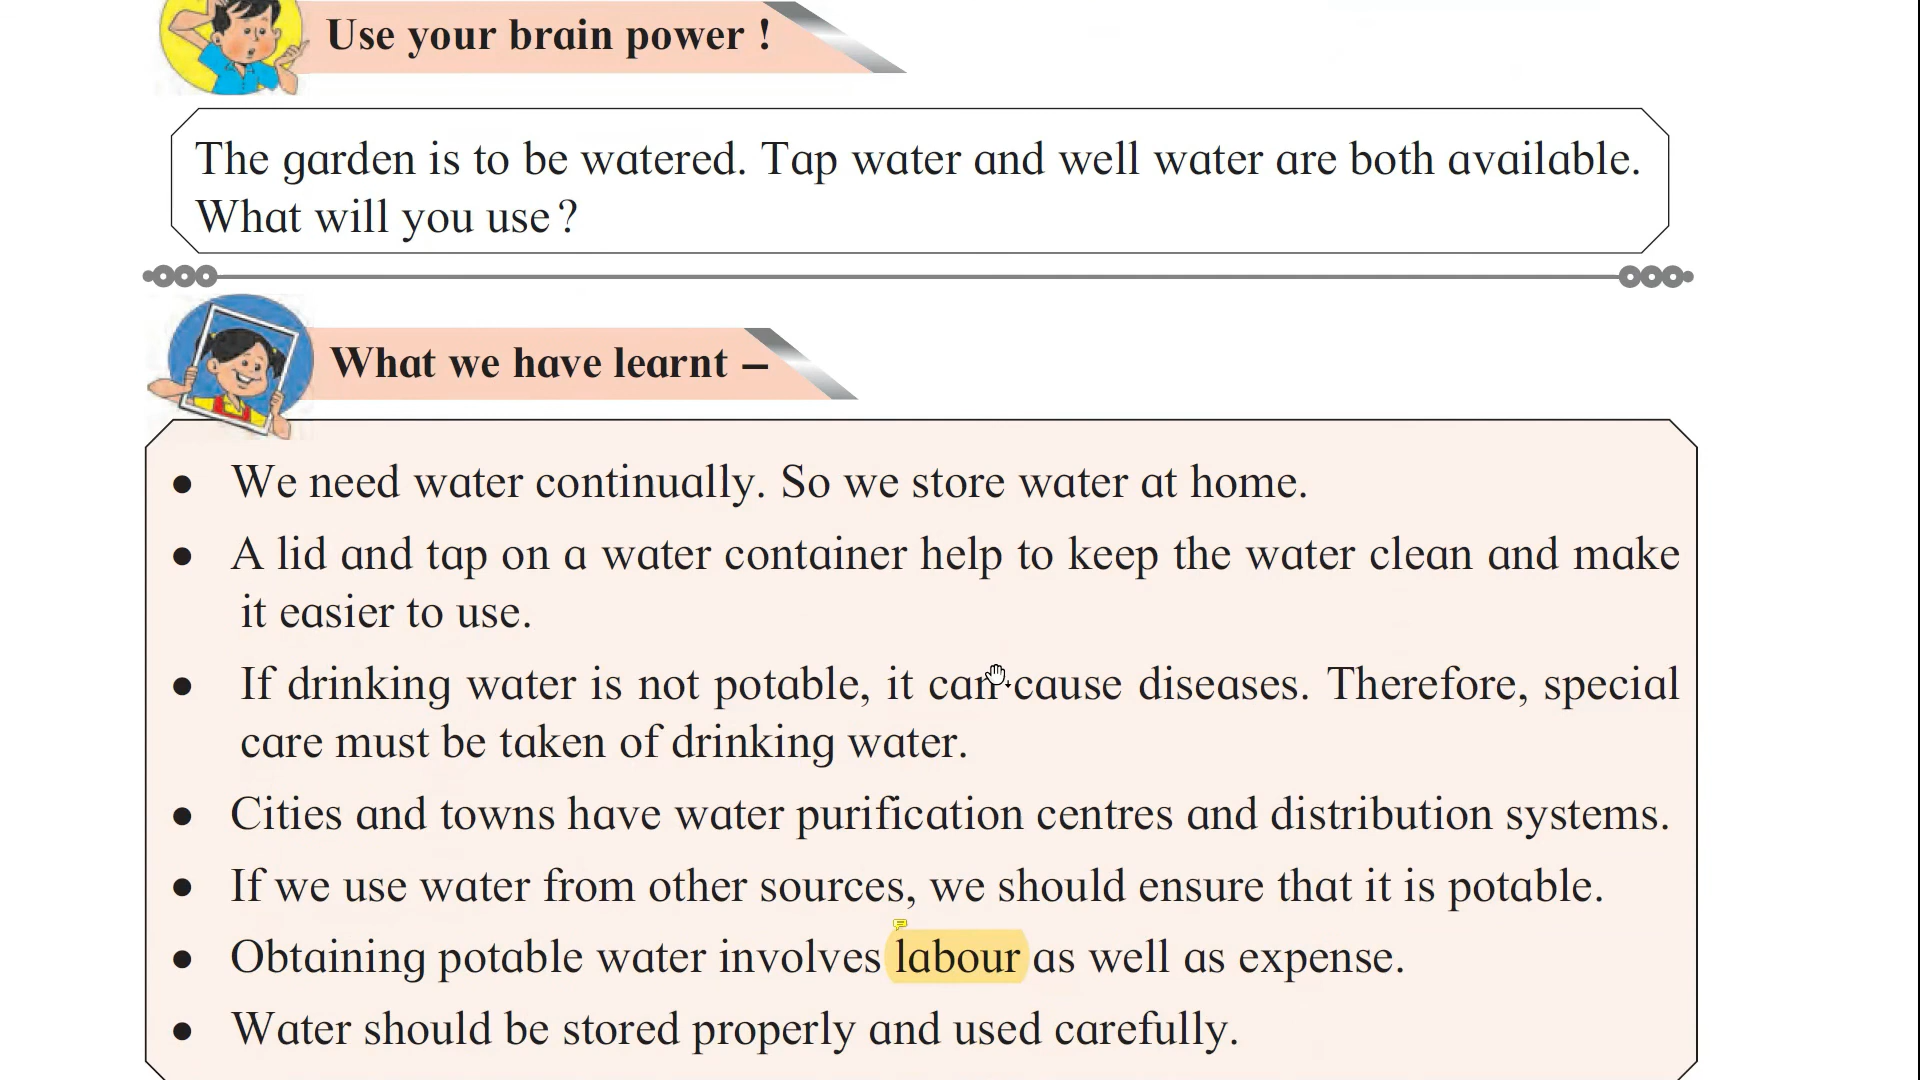 Use your brain power !
The garden is to be watered. Tap water and well water are both available.
What will you use ?
What we have learnt –
● We need water continually. So we store water at home.
● A lid and tap on a water container help to keep the water clean and make
it easier to use.
● If drinking water is not potable, it can cause diseases. Therefore, special
care must be taken of drinking water.
● Cities and towns have water purification centres and distribution systems.
● If we use water from other sources, we should ensure that it is potable.
● Obtaining potable water involves labour as well as expense.
● Water should be stored properly and used carefully.